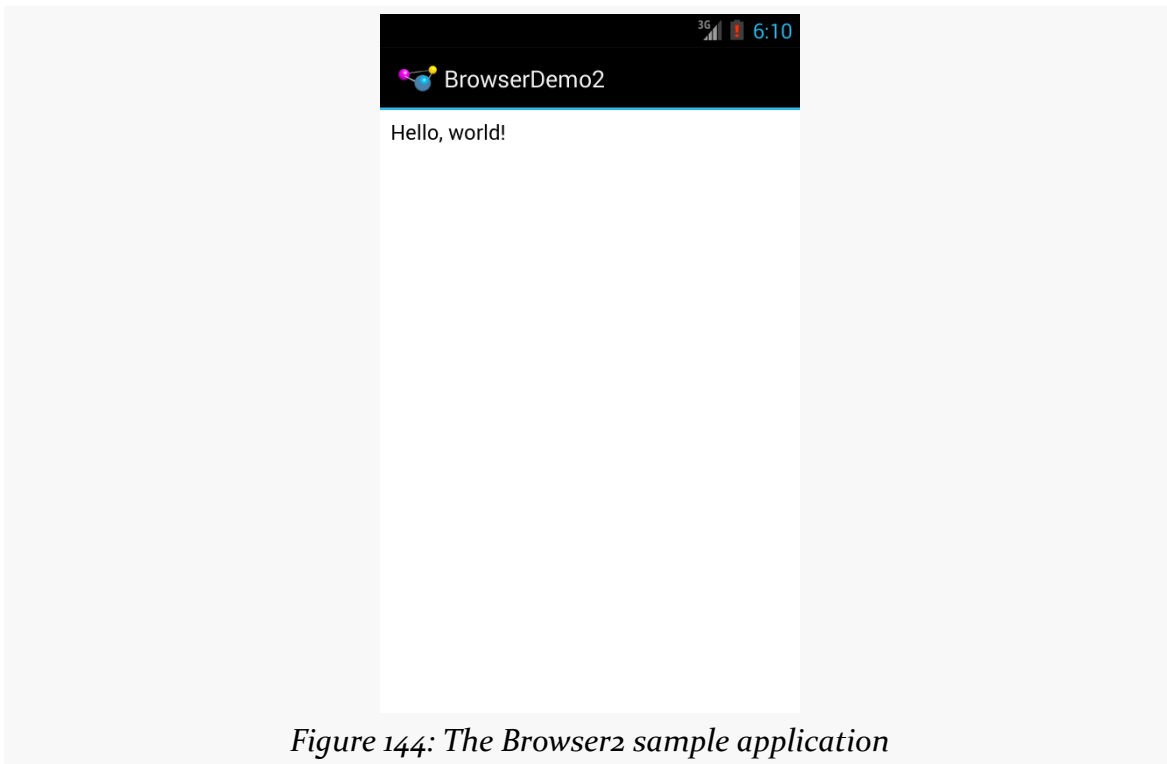 3G 6:10
BrowserDemo2
Hello, world!
Figure 144: The Browser2 sample application